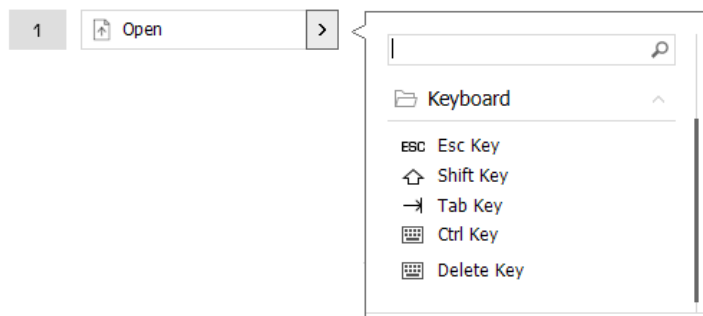 1 Open
Keyboard
ESC Esc Key
Shift Key
Tab Key
Ctrl Key
Delete Key